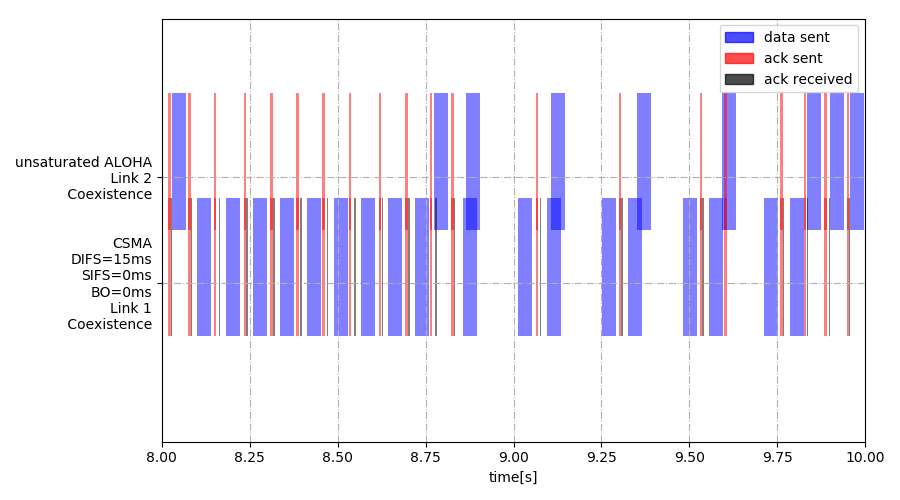 data sent
ack sent
ack received
unsaturated ALOHA
Link 2
Coexistence
CSMA
DIFS=15ms
SIFS=0ms
BO=0ms
Link 1
Coexistence
8.00 8.25 8.50 8.75 9.00 9.25 9.50 9.75 10.00
time[s]